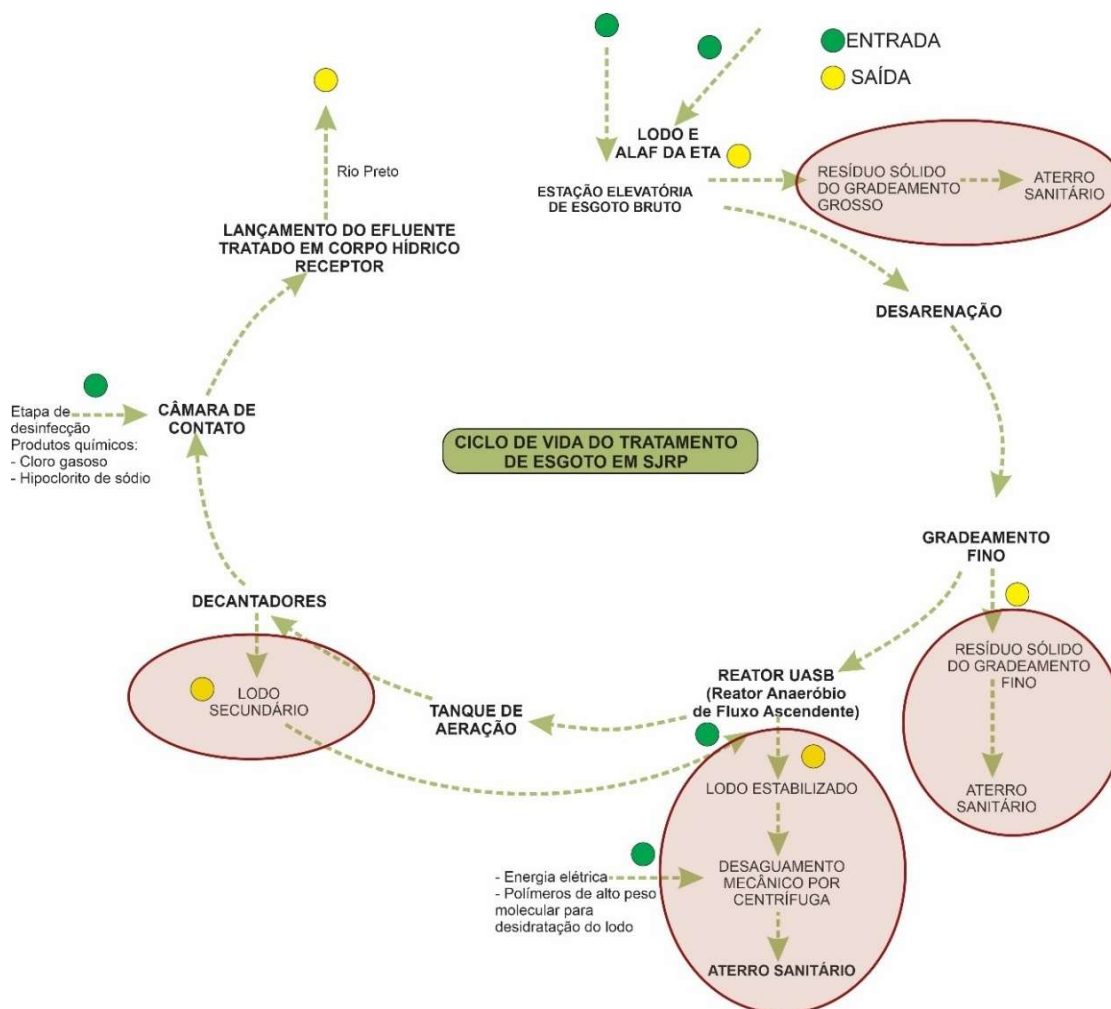 ENTRADA
SAÍDA
LODO E
ALAF DA ETA
ESTAÇÃO ELEVATÓRIA
DE ESGOTO BRUTO
RESÍDUO SÓLIDO
DO GRADEAMENTO
GROSSO
ATERRO
SANITÁRIO
Rio Preto
LANÇAMENTO DO EFLUENTE
TRATADO EM CORPO HÍDRICO
RECEPTOR
DESARENAÇÃO
Etapa de
desinfecção
Produtos químicos:
- Cloro gasoso
- Hipoclorito de sódio
CÂMARA DE
CONTATO
CICLO DE VIDA DO TRATAMENTO
DE ESGOTO EM SJRP
GRADEAMENTO
FINO
DECANTADORES
RESÍDUO SÓLIDO
DO GRADEAMENTO
FINO
ATERRO
SANITÁRIO
REATOR UASB
(Reator Anaeróbio
de Fluxo Ascendente)
TANQUE DE
AERAÇÃO
LODO
SECUNDÁRIO
LODO ESTABILIZADO
- Energia elétrica
- Polímeros de alto peso
molecular para
desidratação do lodo
DESAGUAMENTO
MECÂNICO POR
CENTRÍFUGA
ATERRO SANITÁRIO